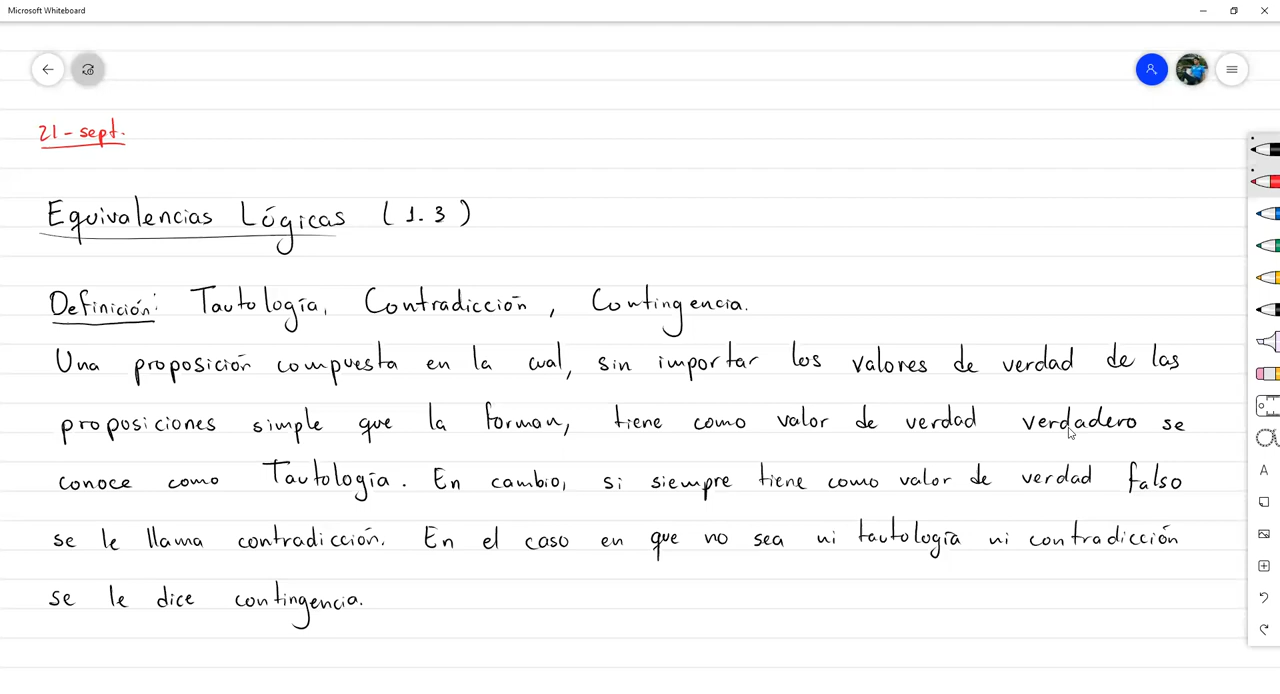 Microsoft Whiteboard
21 - sept.
Equivalencias Lógicas (1.3)
Definición: Tautología, Contradicción, Contingencia.
Una proposición compuesta en la cual, sin importar los valores de verdad de las
proposiciones simple que la forman, tiene como valor de verdad verdadero se
conoce como Tautología. En cambio, si siempre tiene como valor de verdad falso
se le llama contradicción. En el caso en que no sea ni tautología ni contradicción
se le dice contingencia.
A